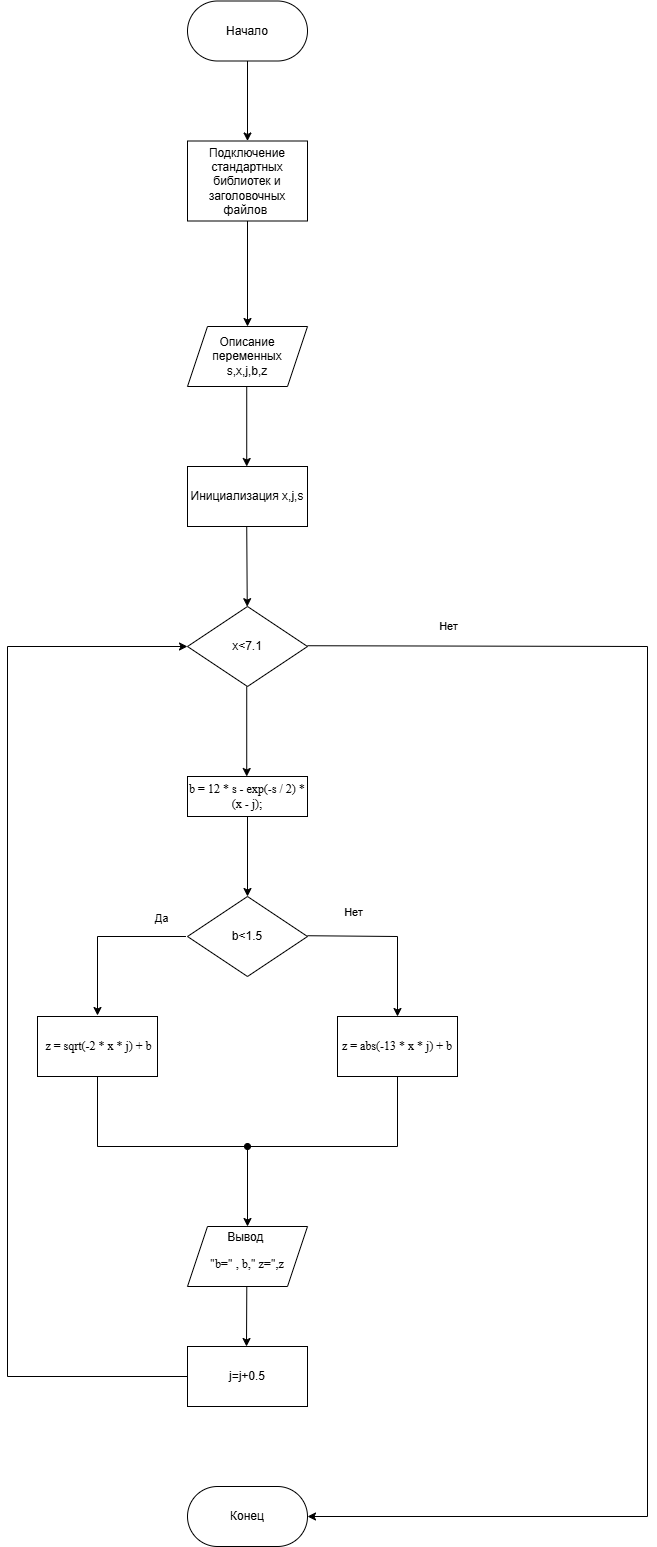 Начало
Подключение
стандартных
библиотек и
заголовочных
файлов
Описание
переменных
s,x,j,b,z
Инициализация x,j,s
x<7.1
Нет
b = 12 * s - exp(-s / 2) *
(x - j);
b<1.5
Да
Нет
z = sqrt(-2 * x * j) + b
z = abs(-13 * x * j) + b
Вывод
"b=" , b," z=",z
j=j+0.5
Конец